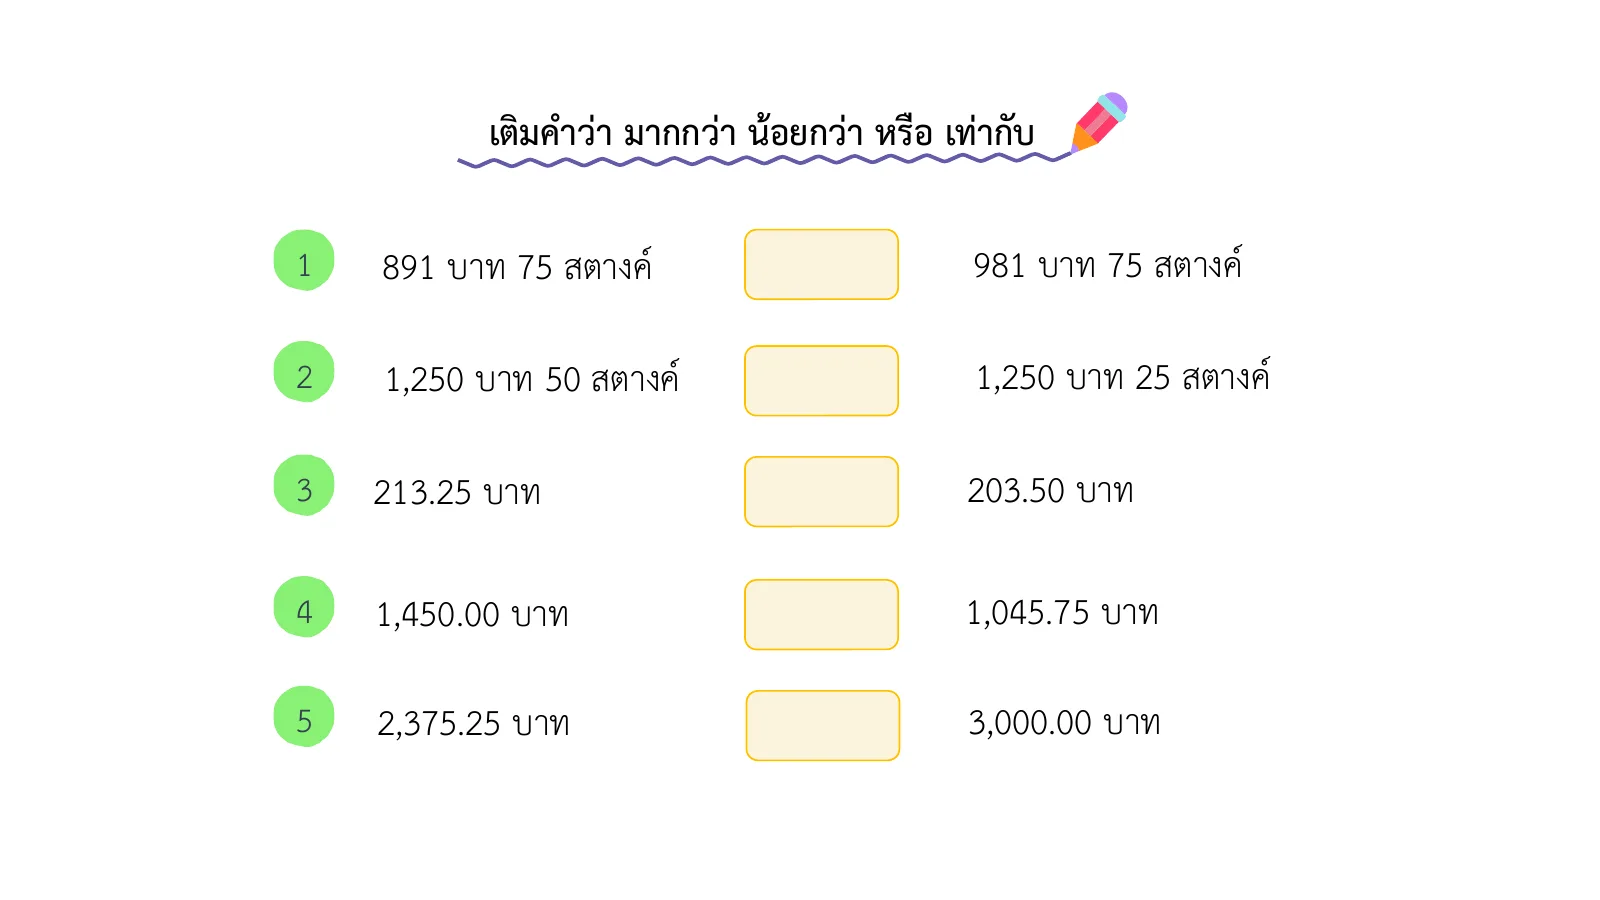 เติมคำว่า มากกว่า น้อยกว่า หรือ เท่ากับ
1 891 บาท 75 สตางค์ 981 บาท 75 สตางค์
2 1,250 บาท 50 สตางค์ 1,250 บาท 25 สตางค์
3 213.25 บาท 203.50 บาท
4 1,450.00 บาท 1,045.75 บาท
5 2,375.25 บาท 3,000.00 บาท